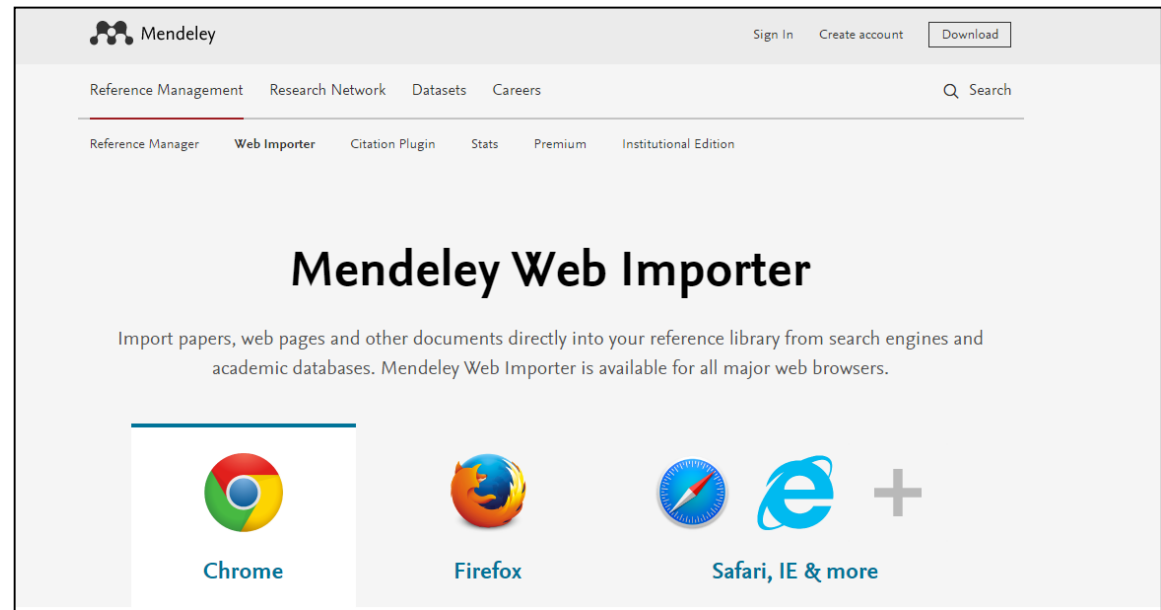 Mendeley Sign In Create account Download
Reference Management Research Network Datasets Careers Search
Reference Manager Web Importer Citation Plugin Stats Premium Institutional Edition
Mendeley Web Importer
Import papers, web pages and other documents directly into your reference library from search engines and
academic databases. Mendeley Web Importer is available for all major web browsers.
Chrome Firefox Safari, IE & more